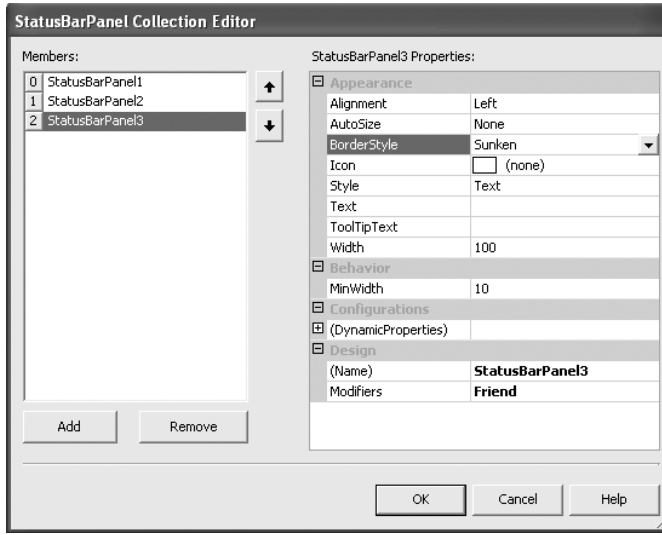 StatusBarPanel Collection Editor
Members:
0 StatusBarPanel1
1 StatusBarPanel2
2 StatusBarPanel3
Add Remove
StatusBarPanel3 Properties:
Appearance
Alignment Left
AutoSize None
BorderStyle Sunken
Icon (none)
Style Text
Text
ToolTipText
Width 100
Behavior
MinWidth 10
Configurations
(DynamicProperties)
Design
(Name) StatusBarPanel3
Modifiers Friend
OK Cancel Help